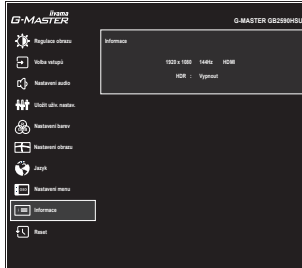 iiyama
G-MASTER
G-MASTER GB2590HSU
Regulace obrazu
Informace
1920 x 1080 144Hz HDMI
HDR : Vypnout
Volba vstupů
Nastavení audio
Uložit uživ. nastav.
Nastavení barev
Nastavení obrazu
Jazyk
OSD
Nastavení menu
Informace
Reset